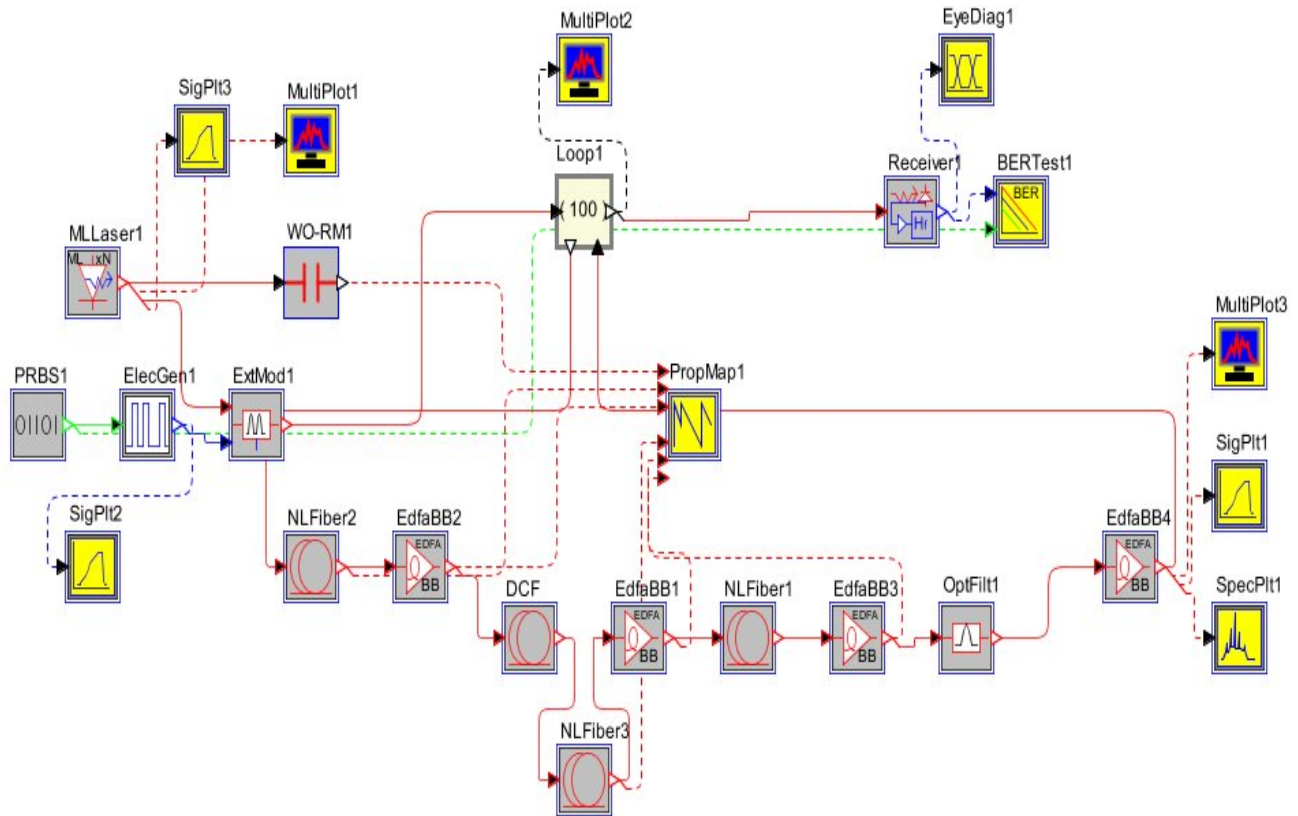 MultiPlot2
EyeDiag1
SigPlt3
MultiPlot1
Loop1
( 100 )
Receiver1
Hr
BERTest1
BER
MLLaser1
ML xN
WO-RM1
MultiPlot3
PropMap1
PRBS1
01101
ElecGen1
ExtMod1
SigPlt1
SigPlt2
NLFiber2
EdfaBB2
EDFA
BB
EdfaBB4
EDFA
BB
DCF
EdfaBB1
EDFA
BB
NLFiber1
EdfaBB3
EDFA
BB
OptFilt1
SpecPlt1
NLFiber3